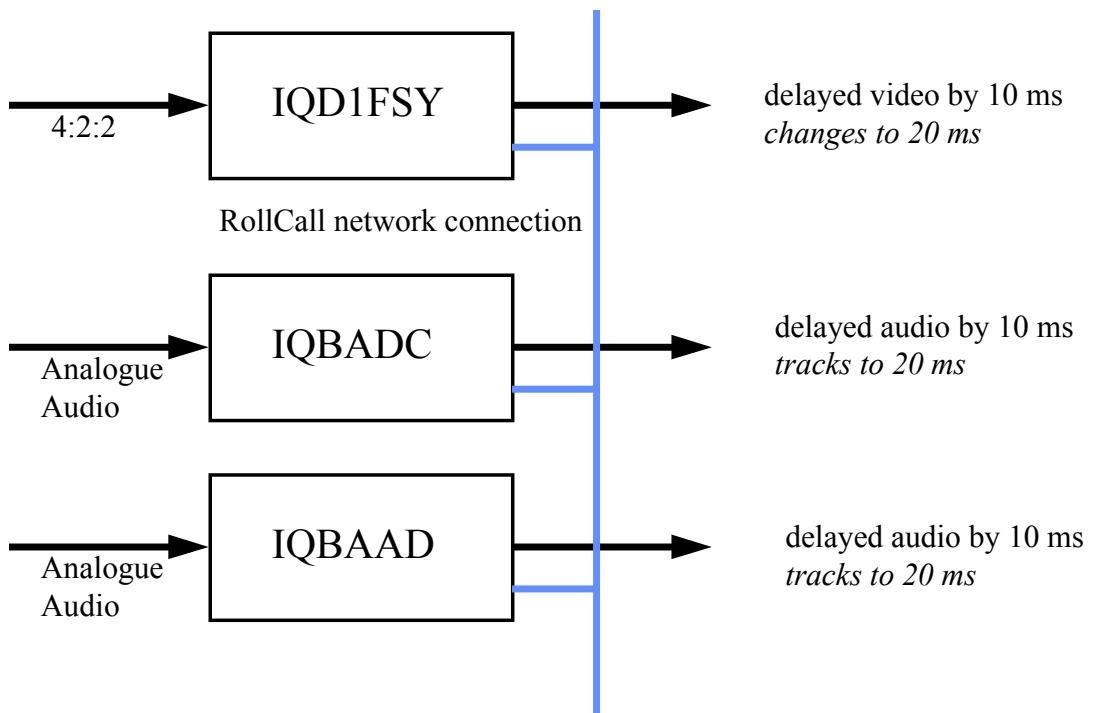 4:2:2
IQD1FSY
delayed video by 10 ms
changes to 20 ms
RollCall network connection
Analogue
Audio
IQBADC
delayed audio by 10 ms
tracks to 20 ms
Analogue
Audio
IQBAAD
delayed audio by 10 ms
tracks to 20 ms